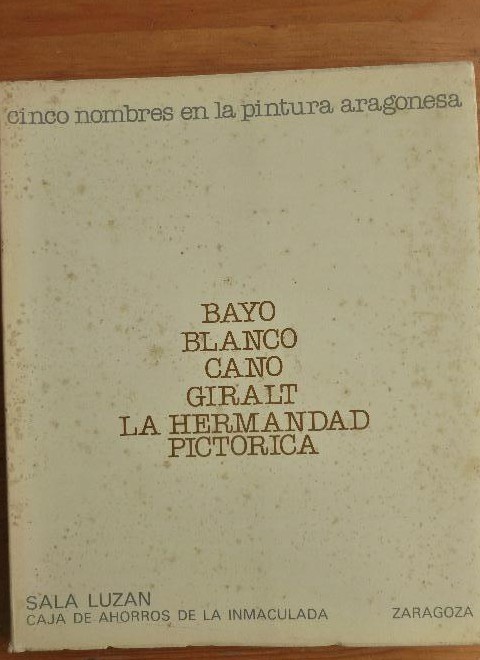 cinco nombres en la pintura aragonesa
BAYO
BLANCO
CANO
GIRALT
LA HERMANDAD
PICTORICA
SALA LUZAN
CAJA DE AHORROS DE LA INMACULADA ZARAGOZA